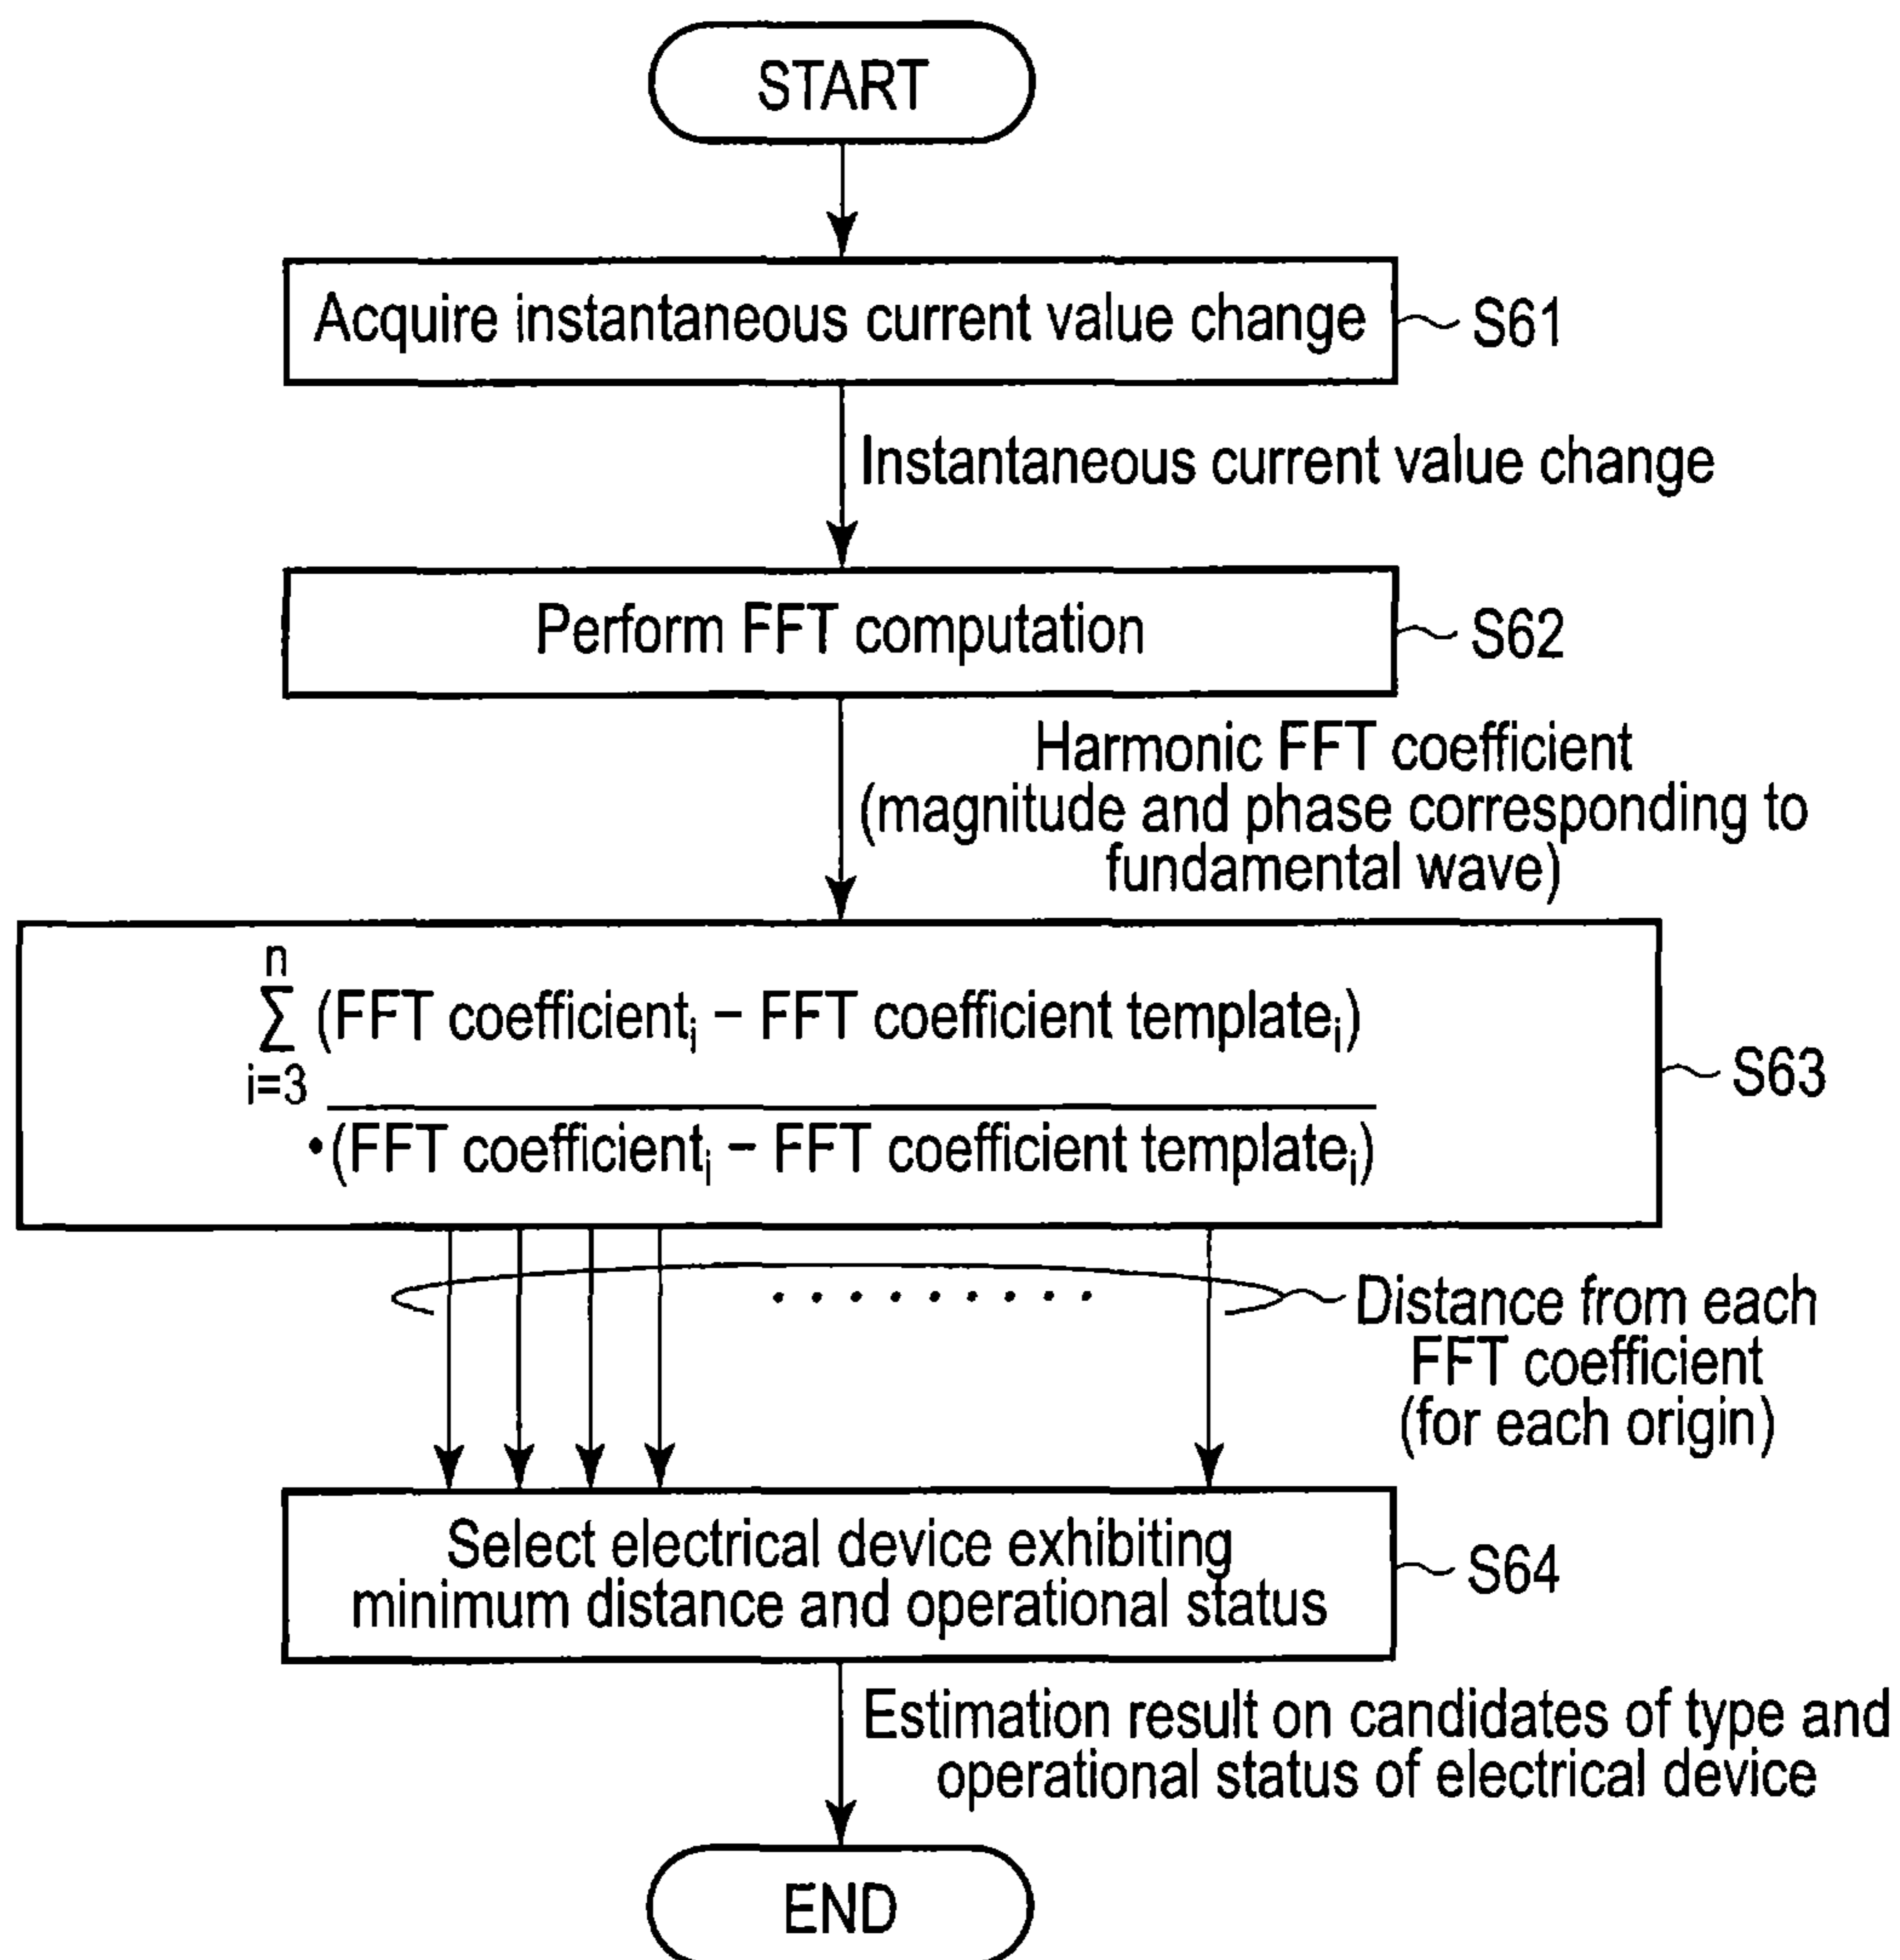 START
Acquire instantaneous current value change
S61
Instantaneous current value change
Perform FFT computation
S62
Harmonic FFT coefficient
(magnitude and phase corresponding to
fundamental wave)
n
∑ (FFT coefficientᵢ − FFT coefficient templateᵢ)
i=3
•(FFT coefficientᵢ − FFT coefficient templateᵢ)
S63
Distance from each
FFT coefficient
(for each origin)
Select electrical device exhibiting
minimum distance and operational status
S64
Estimation result on candidates of type and
operational status of electrical device
END